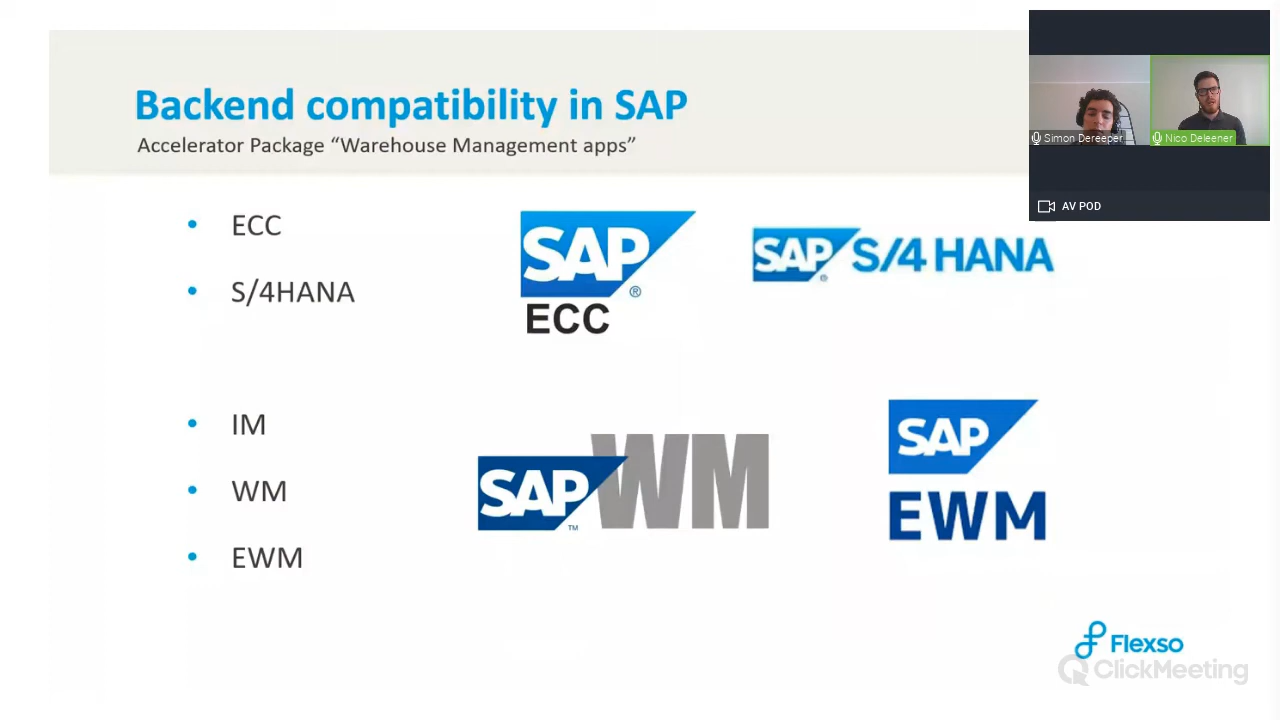 Backend compatibility in SAP
Accelerator Package “Warehouse Management apps”
Simon Dereeper
Nico Deleener
AV POD
• ECC
• S/4HANA
SAP
®
ECC
SAP
®
S/4 HANA
• IM
• WM
• EWM
SAP
™
WM
SAP
EWM
Flexso
ClickMeeting